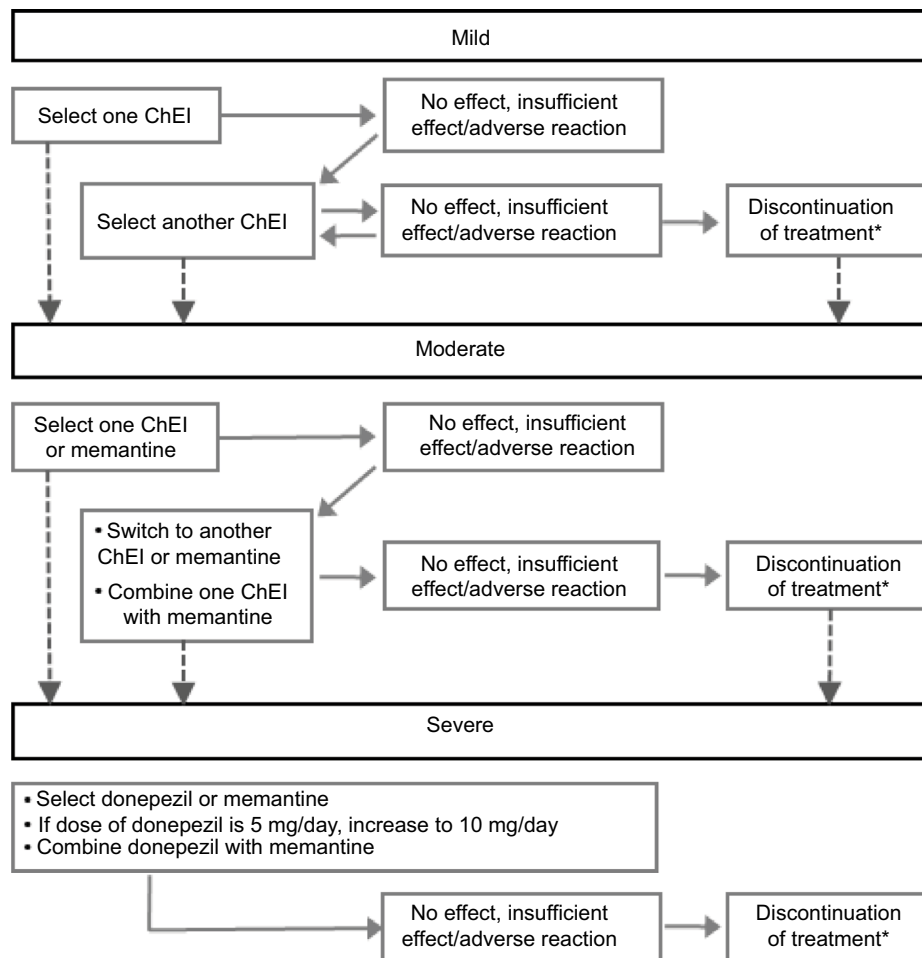 Mild
Select one ChEI
No effect, insufficient
effect/adverse reaction
Select another ChEI
No effect, insufficient
effect/adverse reaction
Discontinuation
of treatment*
Moderate
Select one ChEI
or memantine
No effect, insufficient
effect/adverse reaction
• Switch to another
ChEI or memantine
• Combine one ChEI
with memantine
No effect, insufficient
effect/adverse reaction
Discontinuation
of treatment*
Severe
• Select donepezil or memantine
• If dose of donepezil is 5 mg/day, increase to 10 mg/day
• Combine donepezil with memantine
No effect, insufficient
effect/adverse reaction
Discontinuation
of treatment*